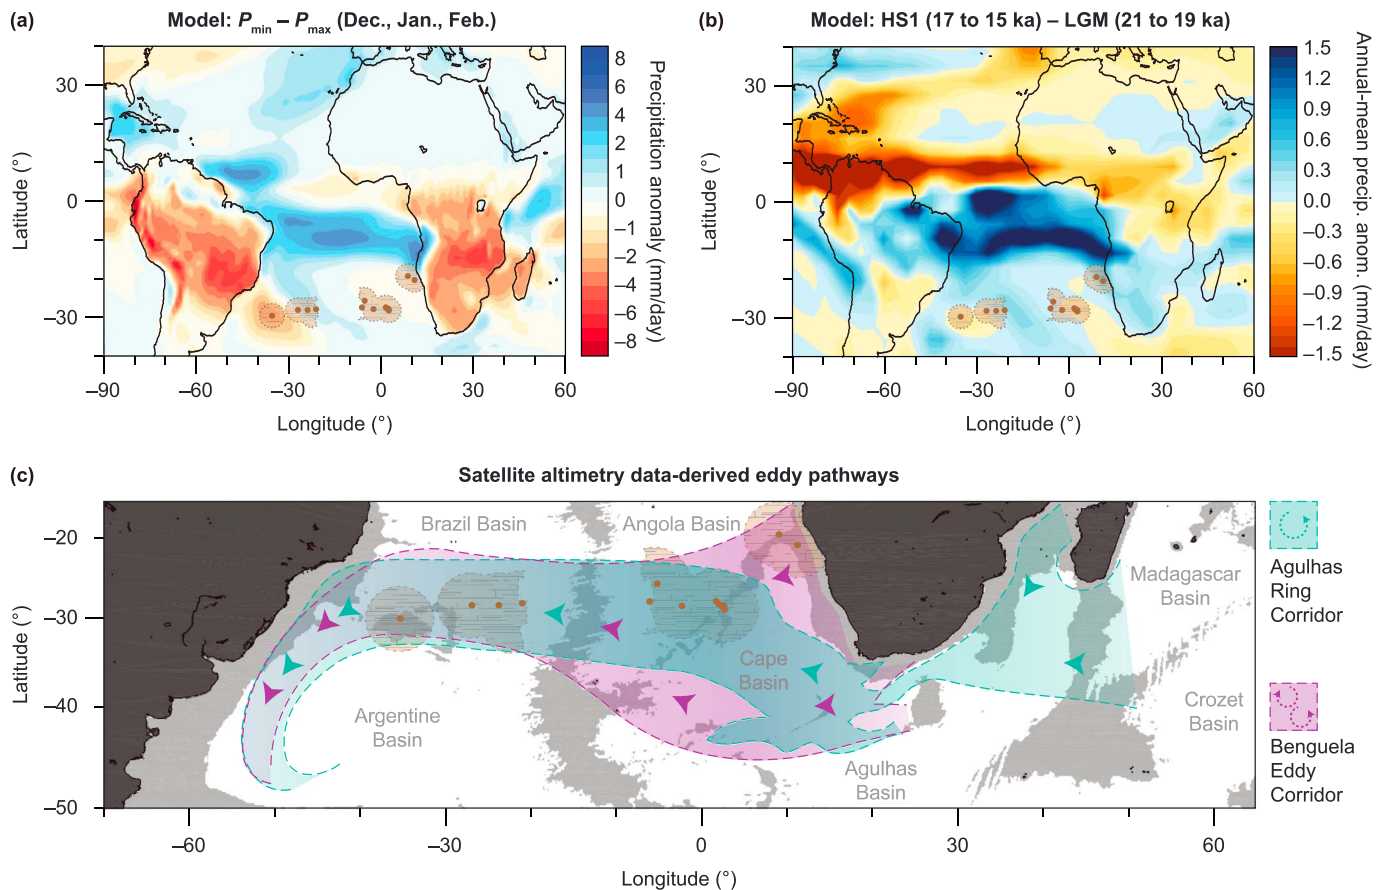 (a)
Model: Pmin – Pmax (Dec., Jan., Feb.)
30
0
–30
Latitude (°)
–90
–60
–30
0
30
60
Longitude (°)
8
6
4
2
0
–1
–2
–4
–6
–8
Precipitation anomaly (mm/day)
(b)
Model: HS1 (17 to 15 ka) – LGM (21 to 19 ka)
30
0
–30
Latitude (°)
–90
–60
–30
0
30
60
Longitude (°)
1.5
1.2
0.9
0.6
0.3
0.0
–0.3
–0.6
–0.9
–1.2
–1.5
Annual-mean precip. anom. (mm/day)
(c)
Satellite altimetry data-derived eddy pathways
–20
–30
–40
–50
Latitude (°)
Brazil Basin
Angola Basin
Madagascar
Basin
Cape
Basin
Argentine
Basin
Crozet
Basin
Agulhas
Basin
–60
–30
0
30
60
Longitude (°)
Agulhas
Ring
Corridor
Benguela
Eddy
Corridor